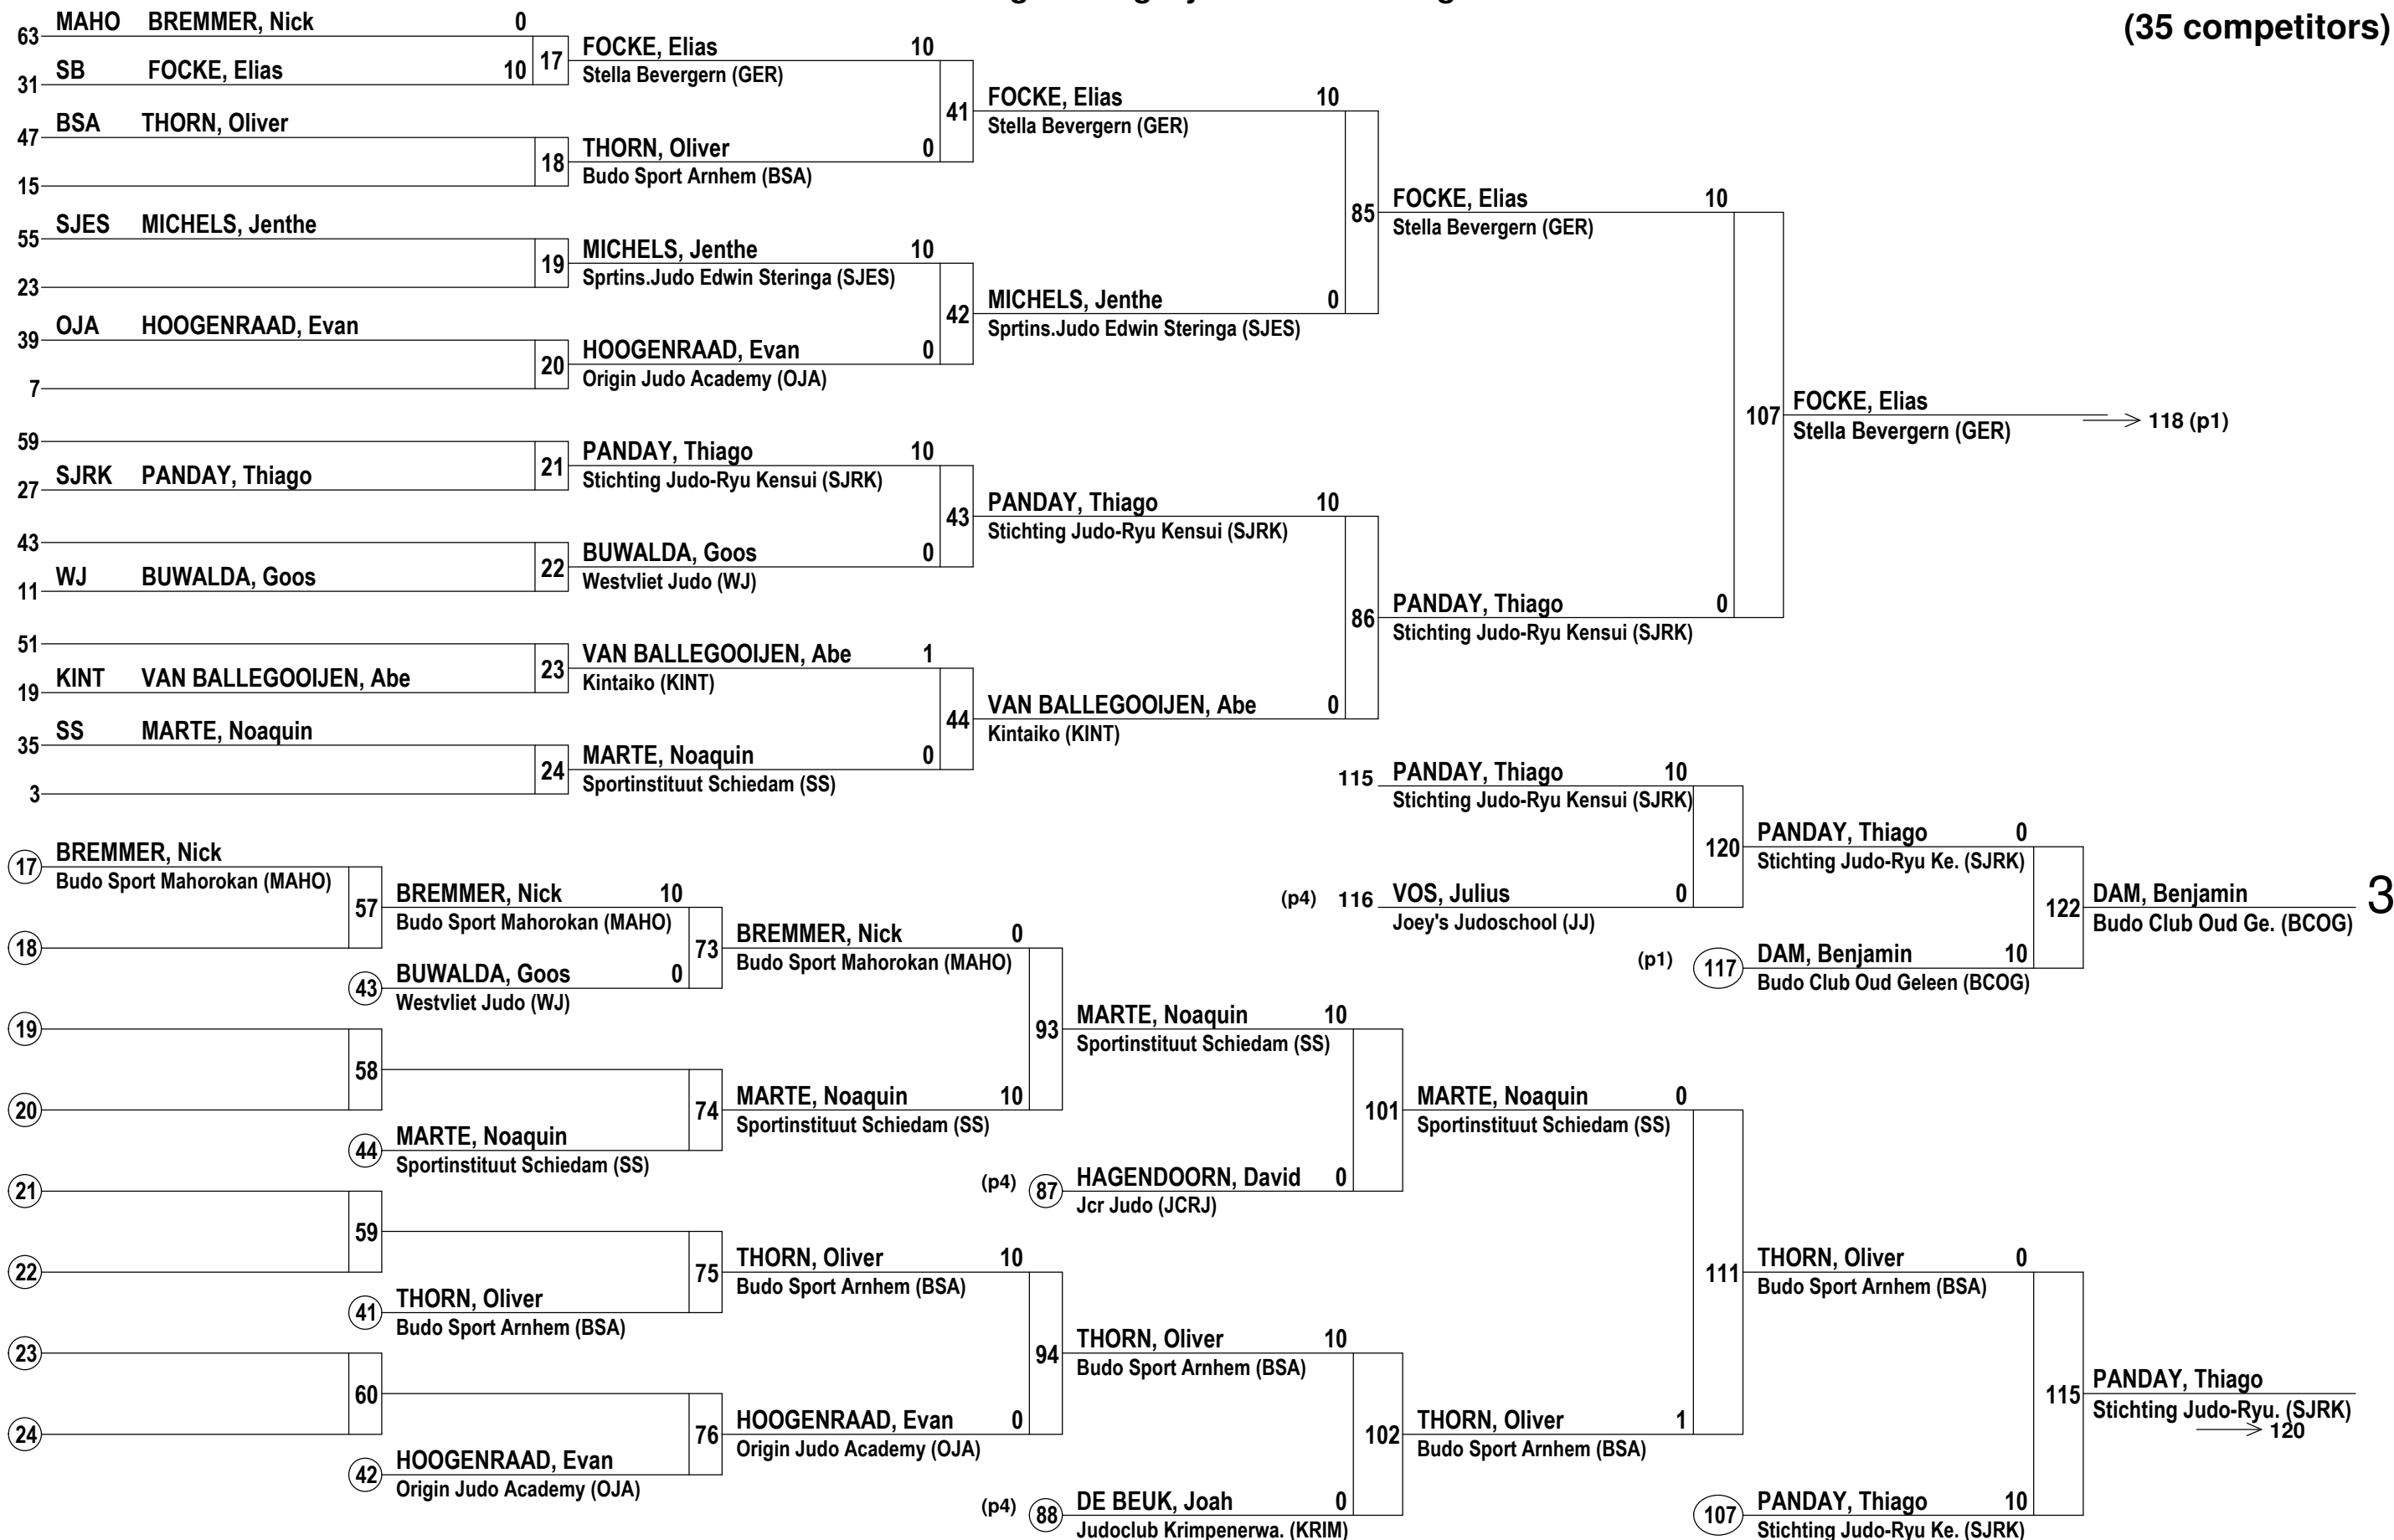 (35 competitors)
63 MAHO BREMMER, Nick 0
31 SB FOCKE, Elias 10
17
FOCKE, Elias 10
Stella Bevergern (GER)
47 BSA THORN, Oliver
15
18
THORN, Oliver 0
Budo Sport Arnhem (BSA)
41
FOCKE, Elias 10
Stella Bevergern (GER)
55 SJES MICHELS, Jenthe
23
19
MICHELS, Jenthe 10
Sprtins.Judo Edwin Steringa (SJES)
39 OJA HOOGENRAAD, Evan
7
20
HOOGENRAAD, Evan 0
Origin Judo Academy (OJA)
42
MICHELS, Jenthe 0
Sprtins.Judo Edwin Steringa (SJES)
85
FOCKE, Elias 10
Stella Bevergern (GER)
59
27 SJRK PANDAY, Thiago
21
PANDAY, Thiago 10
Stichting Judo-Ryu Kensui (SJRK)
43
11 WJ BUWALDA, Goos
22
BUWALDA, Goos 0
Westvliet Judo (WJ)
43
PANDAY, Thiago 10
Stichting Judo-Ryu Kensui (SJRK)
51
19 KINT VAN BALLEGOOIJEN, Abe
23
VAN BALLEGOOIJEN, Abe 1
Kintaiko (KINT)
35 SS MARTE, Noaquin
3
24
MARTE, Noaquin 0
Sportinstituut Schiedam (SS)
44
VAN BALLEGOOIJEN, Abe 0
Kintaiko (KINT)
86
PANDAY, Thiago 0
Stichting Judo-Ryu Kensui (SJRK)
107
FOCKE, Elias
Stella Bevergern (GER)
118 (p1)
115 PANDAY, Thiago 10
Stichting Judo-Ryu Kensui (SJRK)
(p4) 116 VOS, Julius 0
Joey's Judoschool (JJ)
120
PANDAY, Thiago 0
Stichting Judo-Ryu Ke. (SJRK)
(p1) 117 DAM, Benjamin 10
Budo Club Oud Geleen (BCOG)
122
DAM, Benjamin
Budo Club Oud Ge. (BCOG)
3
17 BREMMER, Nick
Budo Sport Mahorokan (MAHO)
18
57
BREMMER, Nick 10
Budo Sport Mahorokan (MAHO)
43 BUWALDA, Goos 0
Westvliet Judo (WJ)
73
BREMMER, Nick 0
Budo Sport Mahorokan (MAHO)
19
20
58
44 MARTE, Noaquin
Sportinstituut Schiedam (SS)
74
MARTE, Noaquin 10
Sportinstituut Schiedam (SS)
93
MARTE, Noaquin 10
Sportinstituut Schiedam (SS)
(p4) 87 HAGENDOORN, David 0
Jcr Judo (JCRJ)
101
MARTE, Noaquin 0
Sportinstituut Schiedam (SS)
21
22
59
41 THORN, Oliver
Budo Sport Arnhem (BSA)
75
THORN, Oliver 10
Budo Sport Arnhem (BSA)
23
24
60
42 HOOGENRAAD, Evan
Origin Judo Academy (OJA)
76
HOOGENRAAD, Evan 0
Origin Judo Academy (OJA)
94
THORN, Oliver 10
Budo Sport Arnhem (BSA)
(p4) 88 DE BEUK, Joah 0
Judoclub Krimpenerwa. (KRIM)
102
THORN, Oliver 1
Budo Sport Arnhem (BSA)
111
THORN, Oliver 0
Budo Sport Arnhem (BSA)
107 PANDAY, Thiago 10
Stichting Judo-Ryu Ke. (SJRK)
115
PANDAY, Thiago
Stichting Judo-Ryu. (SJRK)
120